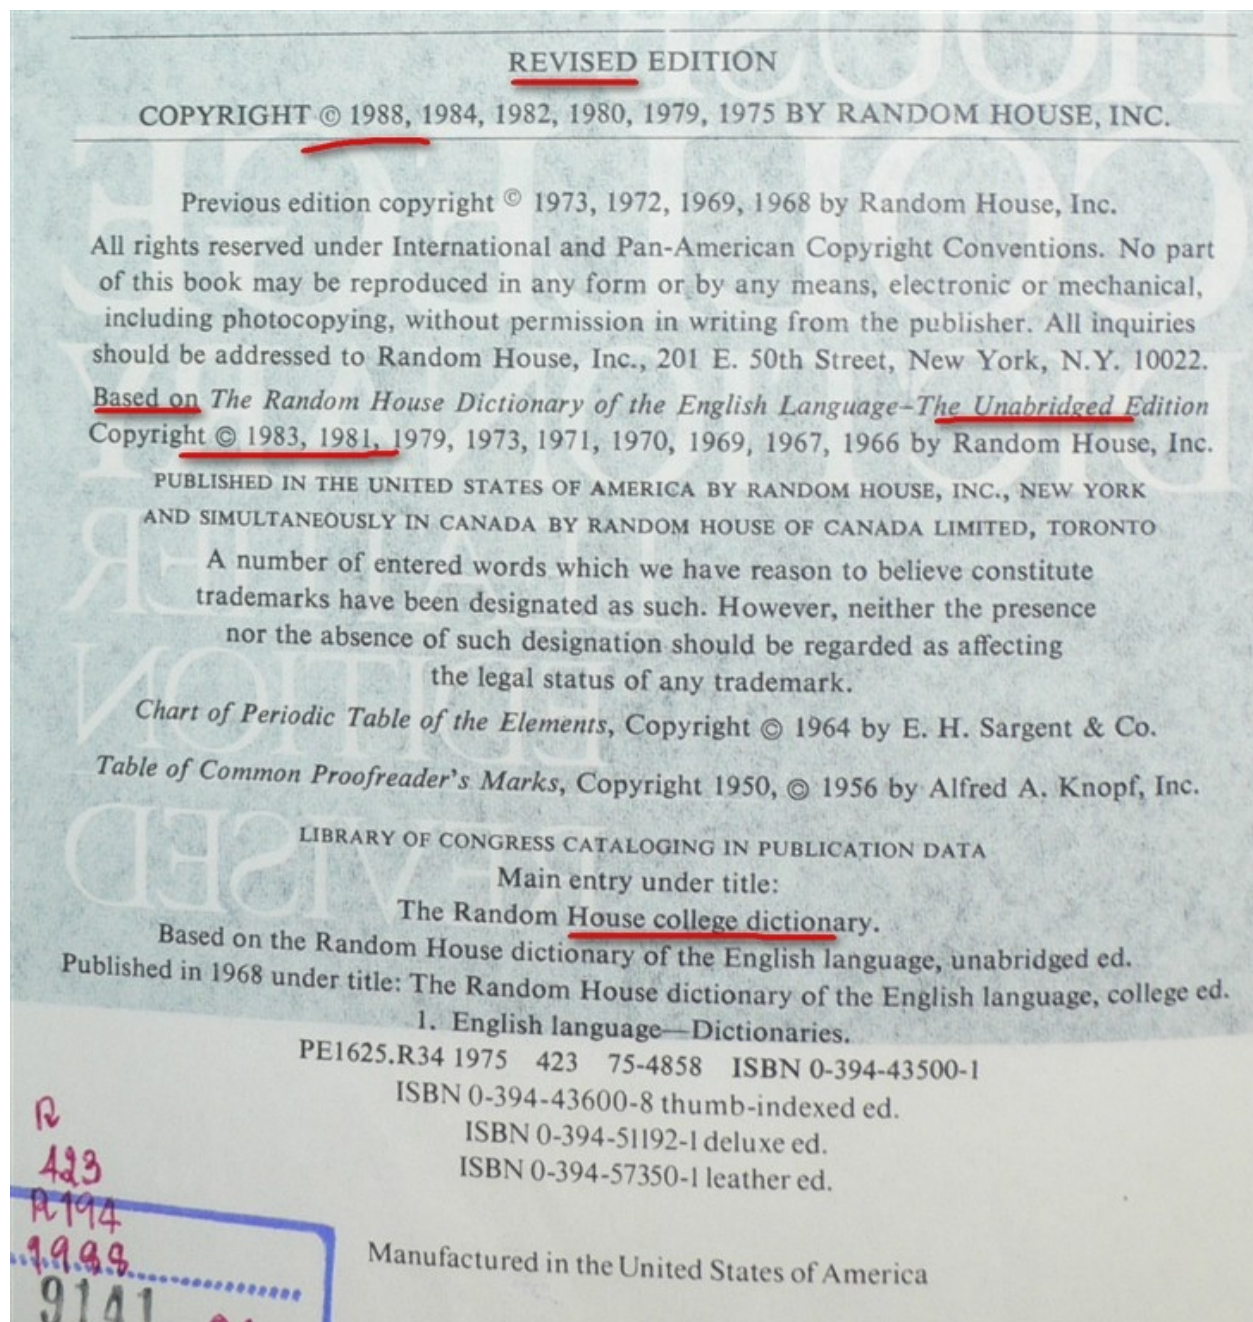 REVISED EDITION
COPYRIGHT © 1988, 1984, 1982, 1980, 1979, 1975 BY RANDOM HOUSE, INC.
Previous edition copyright © 1973, 1972, 1969, 1968 by Random House, Inc.
All rights reserved under International and Pan-American Copyright Conventions. No part
of this book may be reproduced in any form or by any means, electronic or mechanical,
including photocopying, without permission in writing from the publisher. All inquiries
should be addressed to Random House, Inc., 201 E. 50th Street, New York, N.Y. 10022.
Based on The Random House Dictionary of the English Language–The Unabridged Edition
Copyright © 1983, 1981, 1979, 1973, 1971, 1970, 1969, 1967, 1966 by Random House, Inc.
PUBLISHED IN THE UNITED STATES OF AMERICA BY RANDOM HOUSE, INC., NEW YORK
AND SIMULTANEOUSLY IN CANADA BY RANDOM HOUSE OF CANADA LIMITED, TORONTO
A number of entered words which we have reason to believe constitute
trademarks have been designated as such. However, neither the presence
nor the absence of such designation should be regarded as affecting
the legal status of any trademark.
Chart of Periodic Table of the Elements, Copyright © 1964 by E. H. Sargent & Co.
Table of Common Proofreader's Marks, Copyright 1950, © 1956 by Alfred A. Knopf, Inc.
LIBRARY OF CONGRESS CATALOGING IN PUBLICATION DATA
Main entry under title:
The Random House college dictionary.
Based on the Random House dictionary of the English language, unabridged ed.
Published in 1968 under title: The Random House dictionary of the English language, college ed.
1. English language—Dictionaries.
PE1625.R34 1975 423 75-4858 ISBN 0-394-43500-1
ISBN 0-394-43600-8 thumb-indexed ed.
ISBN 0-394-51192-1 deluxe ed.
ISBN 0-394-57350-1 leather ed.
R
423
R194
1988
9141
Manufactured in the United States of America